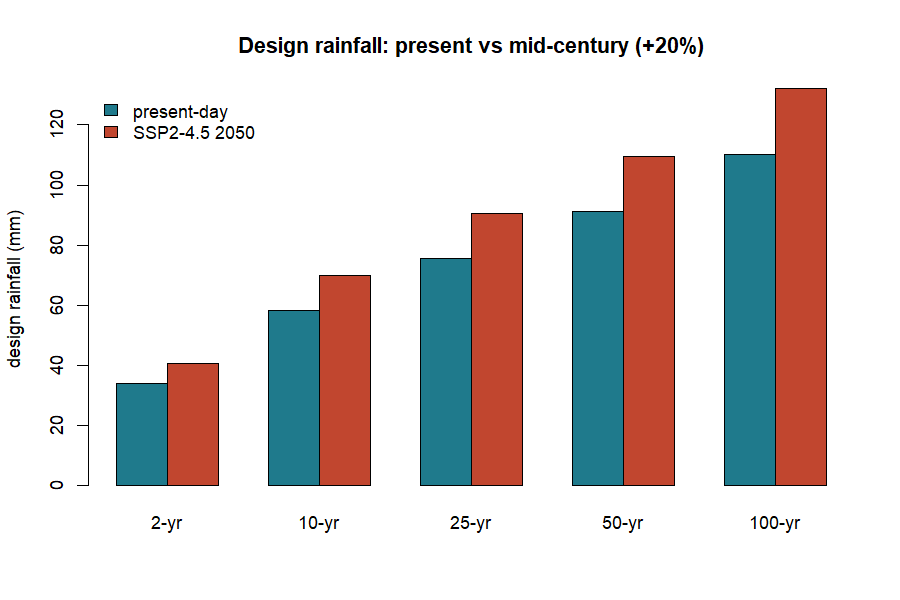 Design rainfall: present vs mid-century (+20%)
present-day
SSP2-4.5 2050
design rainfall (mm)
120
100
80
60
40
20
0
2-yr
10-yr
25-yr
50-yr
100-yr